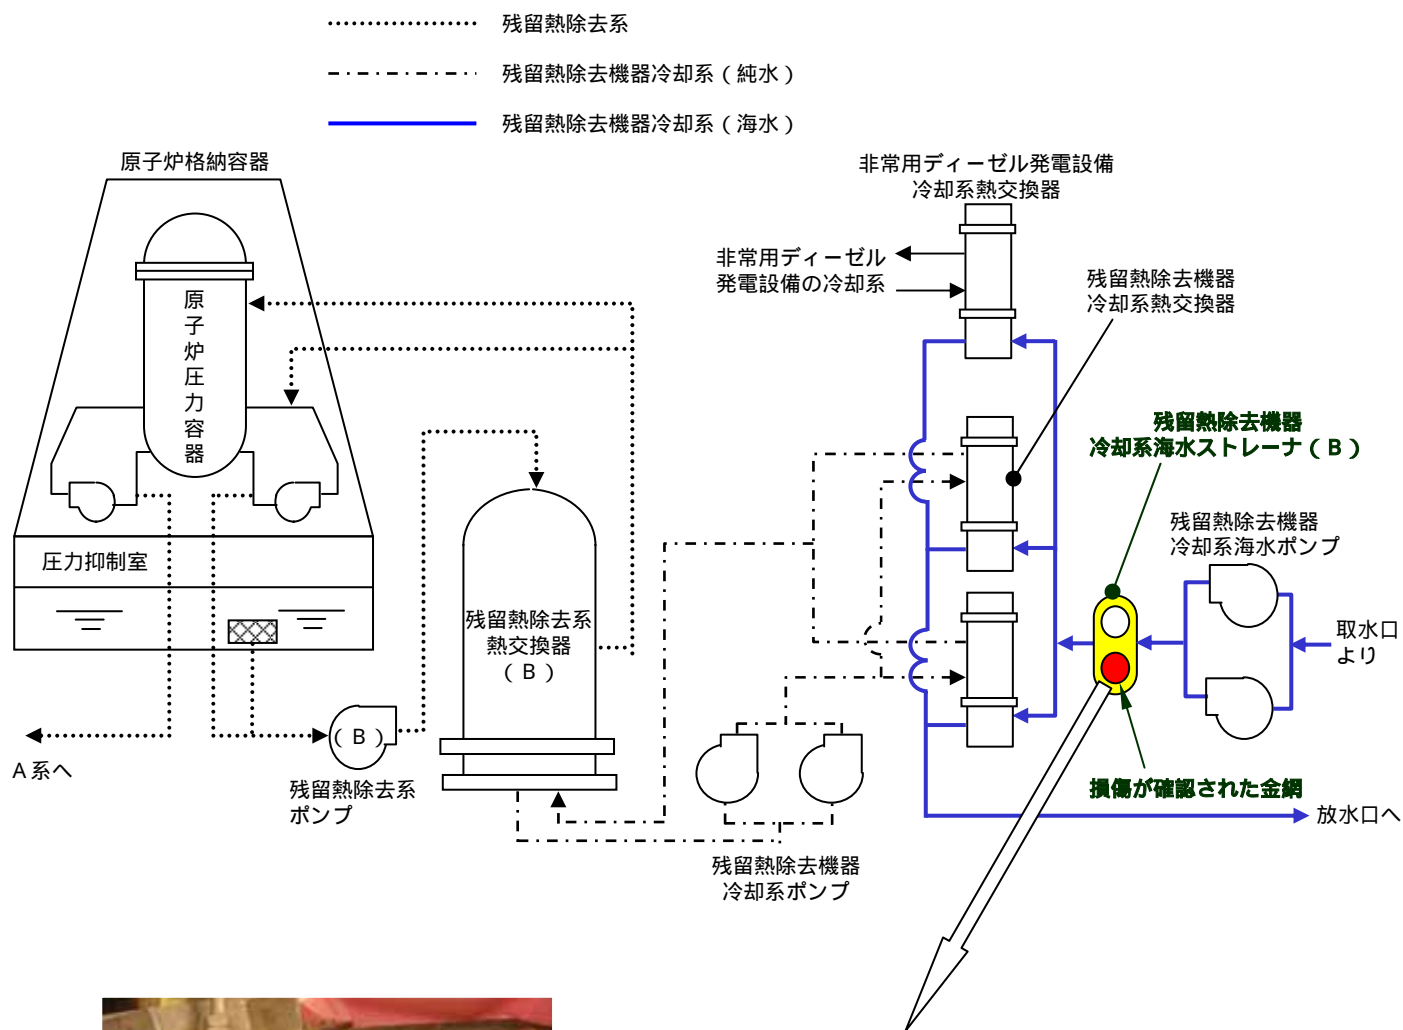 残留熱除去系
残留熱除去機器冷却系（純水）
残留熱除去機器冷却系（海水）
原子炉格納容器
原子炉圧力容器
圧力抑制室
A系へ
（B）
残留熱除去系
ポンプ
残留熱除去系
熱交換器
（B）
非常用ディーゼル発電設備
冷却系熱交換器
非常用ディーゼル
発電設備の冷却系
残留熱除去機器
冷却系熱交換器
残留熱除去機器
冷却系海水ストレーナ（B）
残留熱除去機器
冷却系海水ポンプ
取水口
より
損傷が確認された金網
放水口へ
残留熱除去機器
冷却系ポンプ